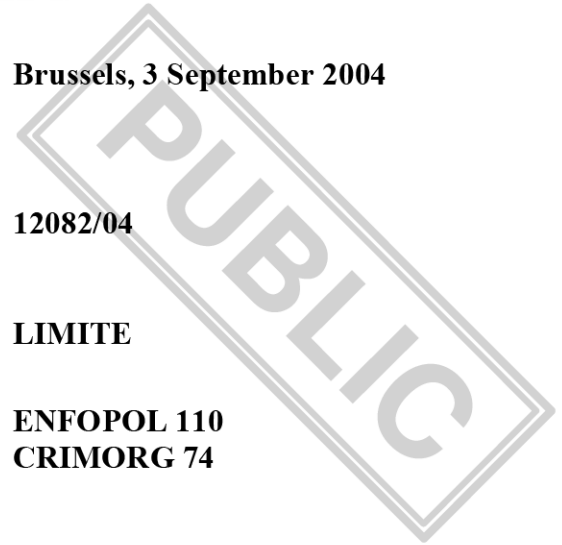 Brussels, 3 September 2004
PUBLIC
12082/04
LIMITE
ENFOPOL 110
CRIMORG 74